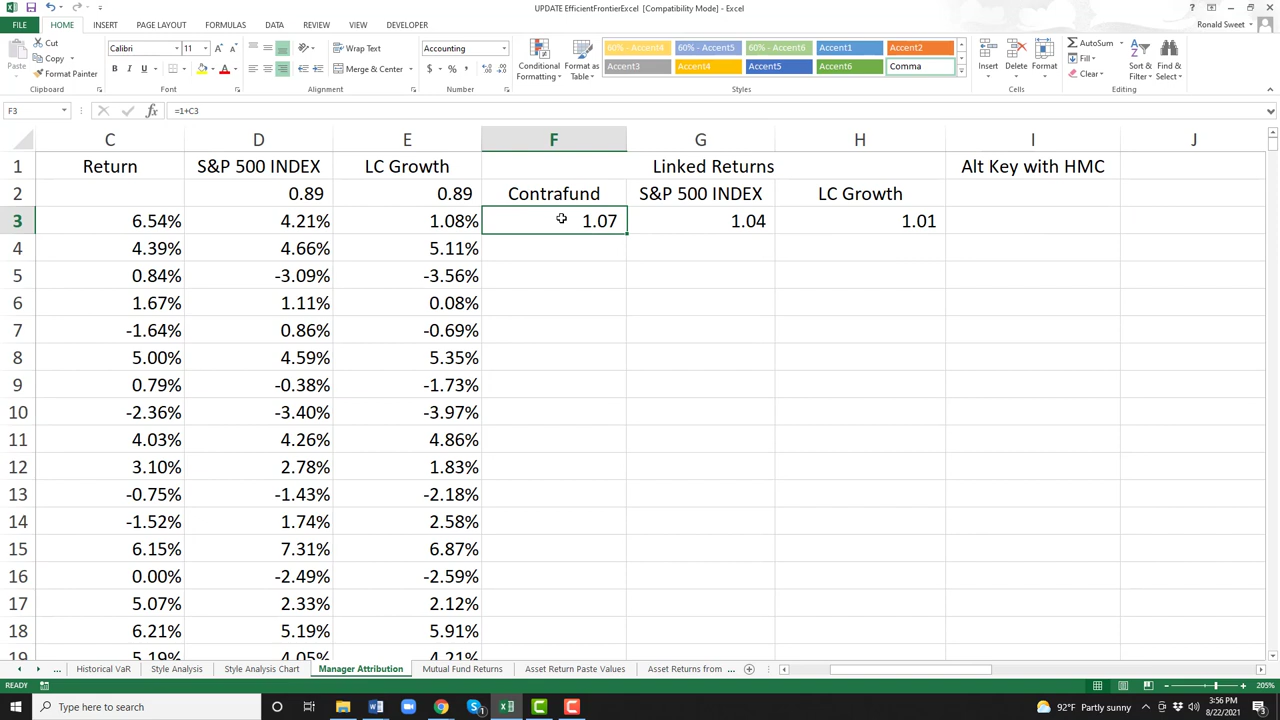 UPDATE EfficientFrontierExcel [Compatibility Mode] - Excel
FILE HOME INSERT PAGE LAYOUT FORMULAS DATA REVIEW VIEW DEVELOPER Ronald Sweet
Paste Cut Copy Format Painter Clipboard
Calibri 11 B I U Font
Wrap Text Merge & Center Alignment
Accounting $ % , Number
Conditional Formatting Format as Table
60% - Accent4 60% - Accent5 60% - Accent6 Accent1 Accent2
Accent3 Accent4 Accent5 Accent6 Comma
Styles
Insert Delete Format Cells
AutoSum Fill Clear Sort & Filter Find & Select Editing
F3 fx =1+C3
C D E F G H I J
1 Return S&P 500 INDEX LC Growth Linked Returns Alt Key with HMC
2 0.89 0.89 Contrafund S&P 500 INDEX LC Growth
3 6.54% 4.21% 1.08% 1.07 1.04 1.01
4 4.39% 4.66% 5.11%
5 0.84% -3.09% -3.56%
6 1.67% 1.11% 0.08%
7 -1.64% 0.86% -0.69%
8 5.00% 4.59% 5.35%
9 0.79% -0.38% -1.73%
10 -2.36% -3.40% -3.97%
11 4.03% 4.26% 4.86%
12 3.10% 2.78% 1.83%
13 -0.75% -1.43% -2.18%
14 -1.52% 1.74% 2.58%
15 6.15% 7.31% 6.87%
16 0.00% -2.49% -2.59%
17 5.07% 2.33% 2.12%
18 6.21% 5.19% 5.91%
19 5.19% 4.05% 4.21%
... Historical VaR Style Analysis Style Analysis Chart Manager Attribution Mutual Fund Returns Asset Return Paste Values Asset Returns from ...
READY 205%
Type here to search 92°F Partly sunny 3:56 PM
8/22/2021